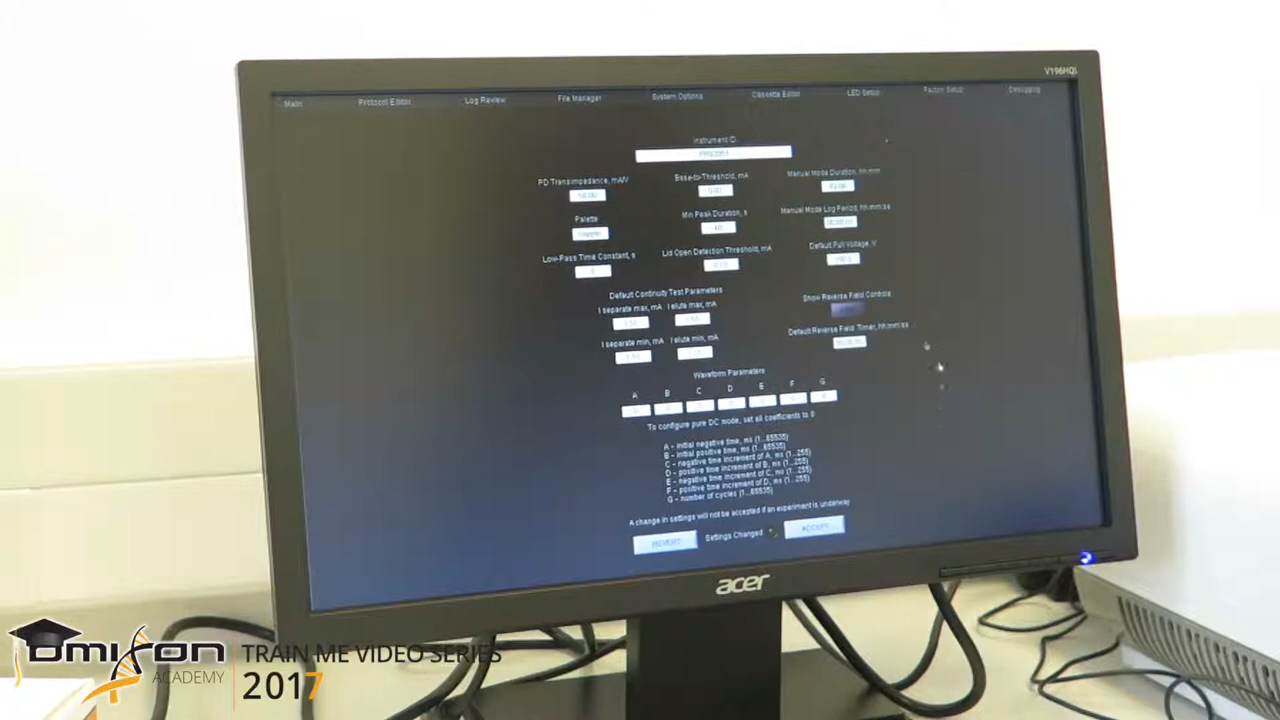 V196HQL
Main Protocol Editor Log Review File Manager System Options Cassette Editor LED Setup Factory Setup Debugging
Instrument ID
PD Transimpedance, mA/V Base-to-Threshold, mA Manual Mode Duration, hh:mm
Palette Min Peak Duration, s Manual Mode Log Period, hh:mm:ss
Low-Pass Time Constant, s Lid Open Detection Threshold, mA Default Pull Voltage, V
Default Continuity Test Parameters Show Reverse Field Controls
I separate max, mA I elute max, mA
I separate min, mA I elute min, mA Default Reverse Field Timer, hh:mm:ss
Waveform Parameters
A B C D E F G
To configure pure DC mode, set all coefficients to 0
A - initial negative time, ms (1...65535)
B - initial positive time, ms (1...65535)
C - negative time increment of A, ms (1...255)
D - positive time increment of B, ms (1...255)
E - negative time increment of C, ms (1...255)
F - positive time increment of D, ms (1...255)
G - number of cycles (1...65535)
A change in settings will not be accepted if an experiment is underway
REVERT Settings Changed ACCEPT
acer
Omixon
ACADEMY
TRAIN ME VIDEO SERIES
2017